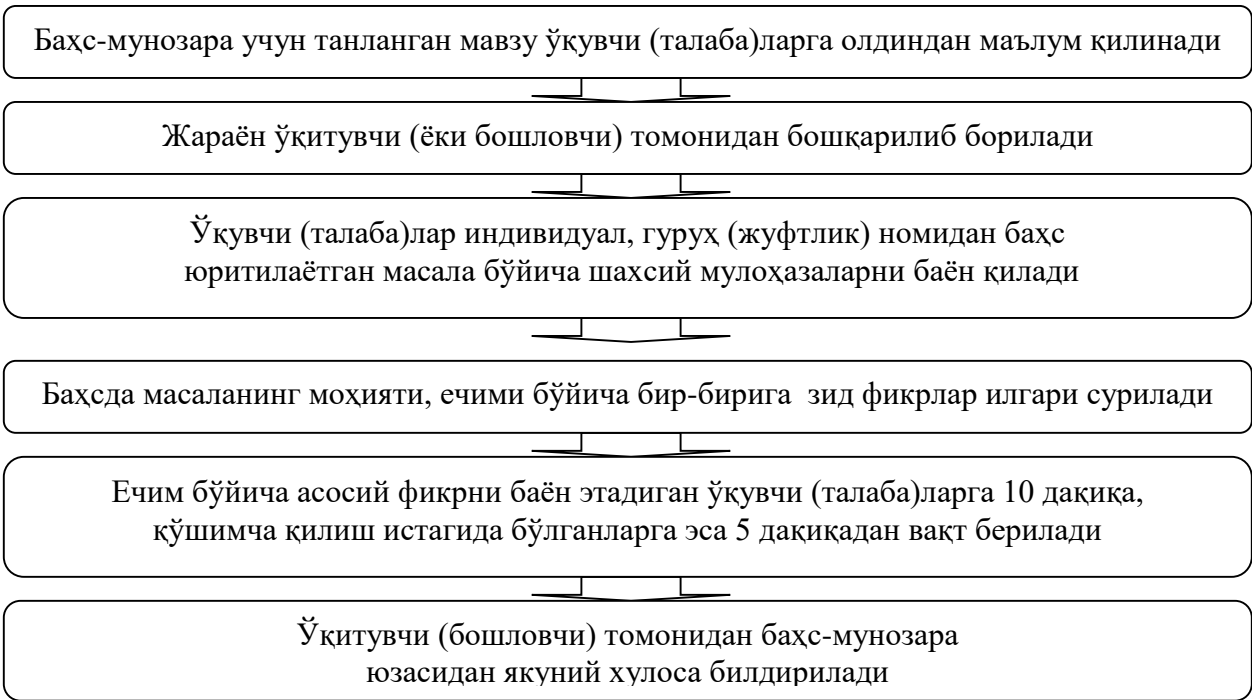 Баҳс-мунозара учун танланган мавзу ўқувчи (талаба)ларга олдиндан маълум қилинади
Жараён ўқитувчи (ёки бошловчи) томонидан бошқарилиб борилади
Ўқувчи (талаба)лар индивидуал, гуруҳ (жуфтлик) номидан баҳс
юритилаётган масала бўйича шахсий мулоҳазаларни баён қилади
Баҳсда масаланинг моҳияти, ечими бўйича бир-бирига зид фикрлар илгари сурилади
Ечим бўйича асосий фикрни баён этадиган ўқувчи (талаба)ларга 10 дақиқа,
қўшимча қилиш истагида бўлганларга эса 5 дақиқадан вақт берилади
Ўқитувчи (бошловчи) томонидан баҳс-мунозара
юзасидан якуний хулоса билдирилади